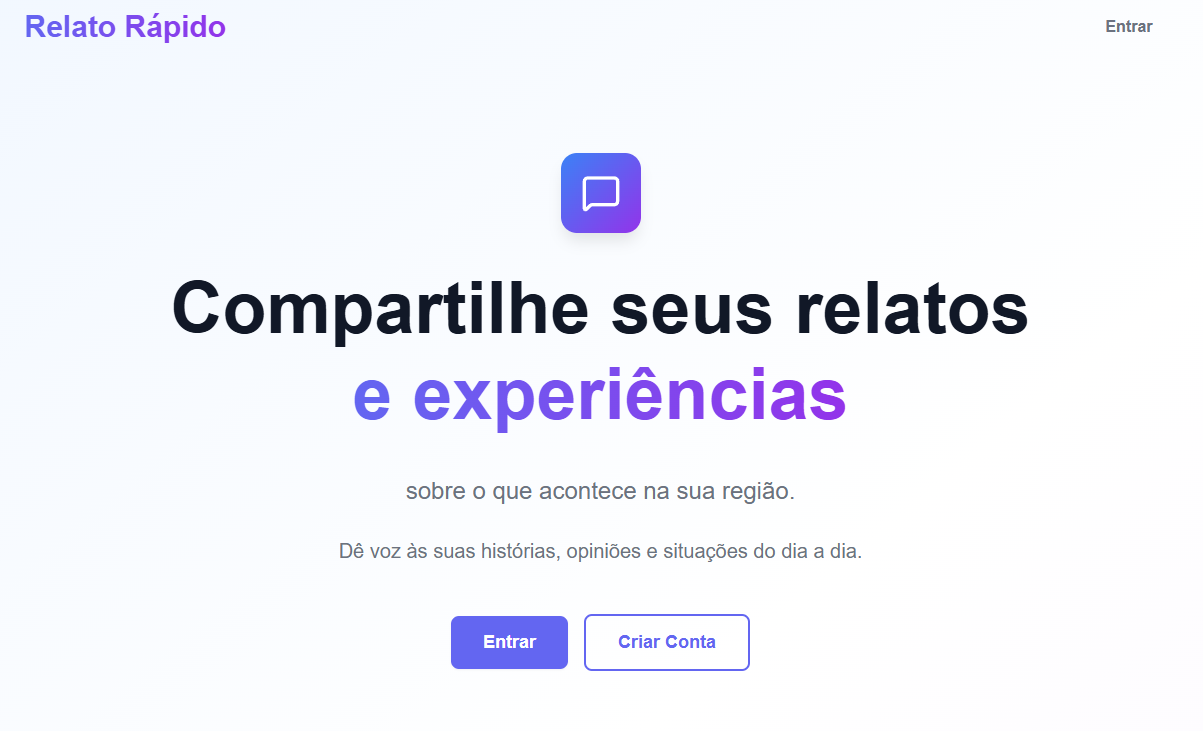 Relato Rápido
Entrar
Compartilhe seus relatos
e experiências
sobre o que acontece na sua região.
Dê voz às suas histórias, opiniões e situações do dia a dia.
Entrar
Criar Conta